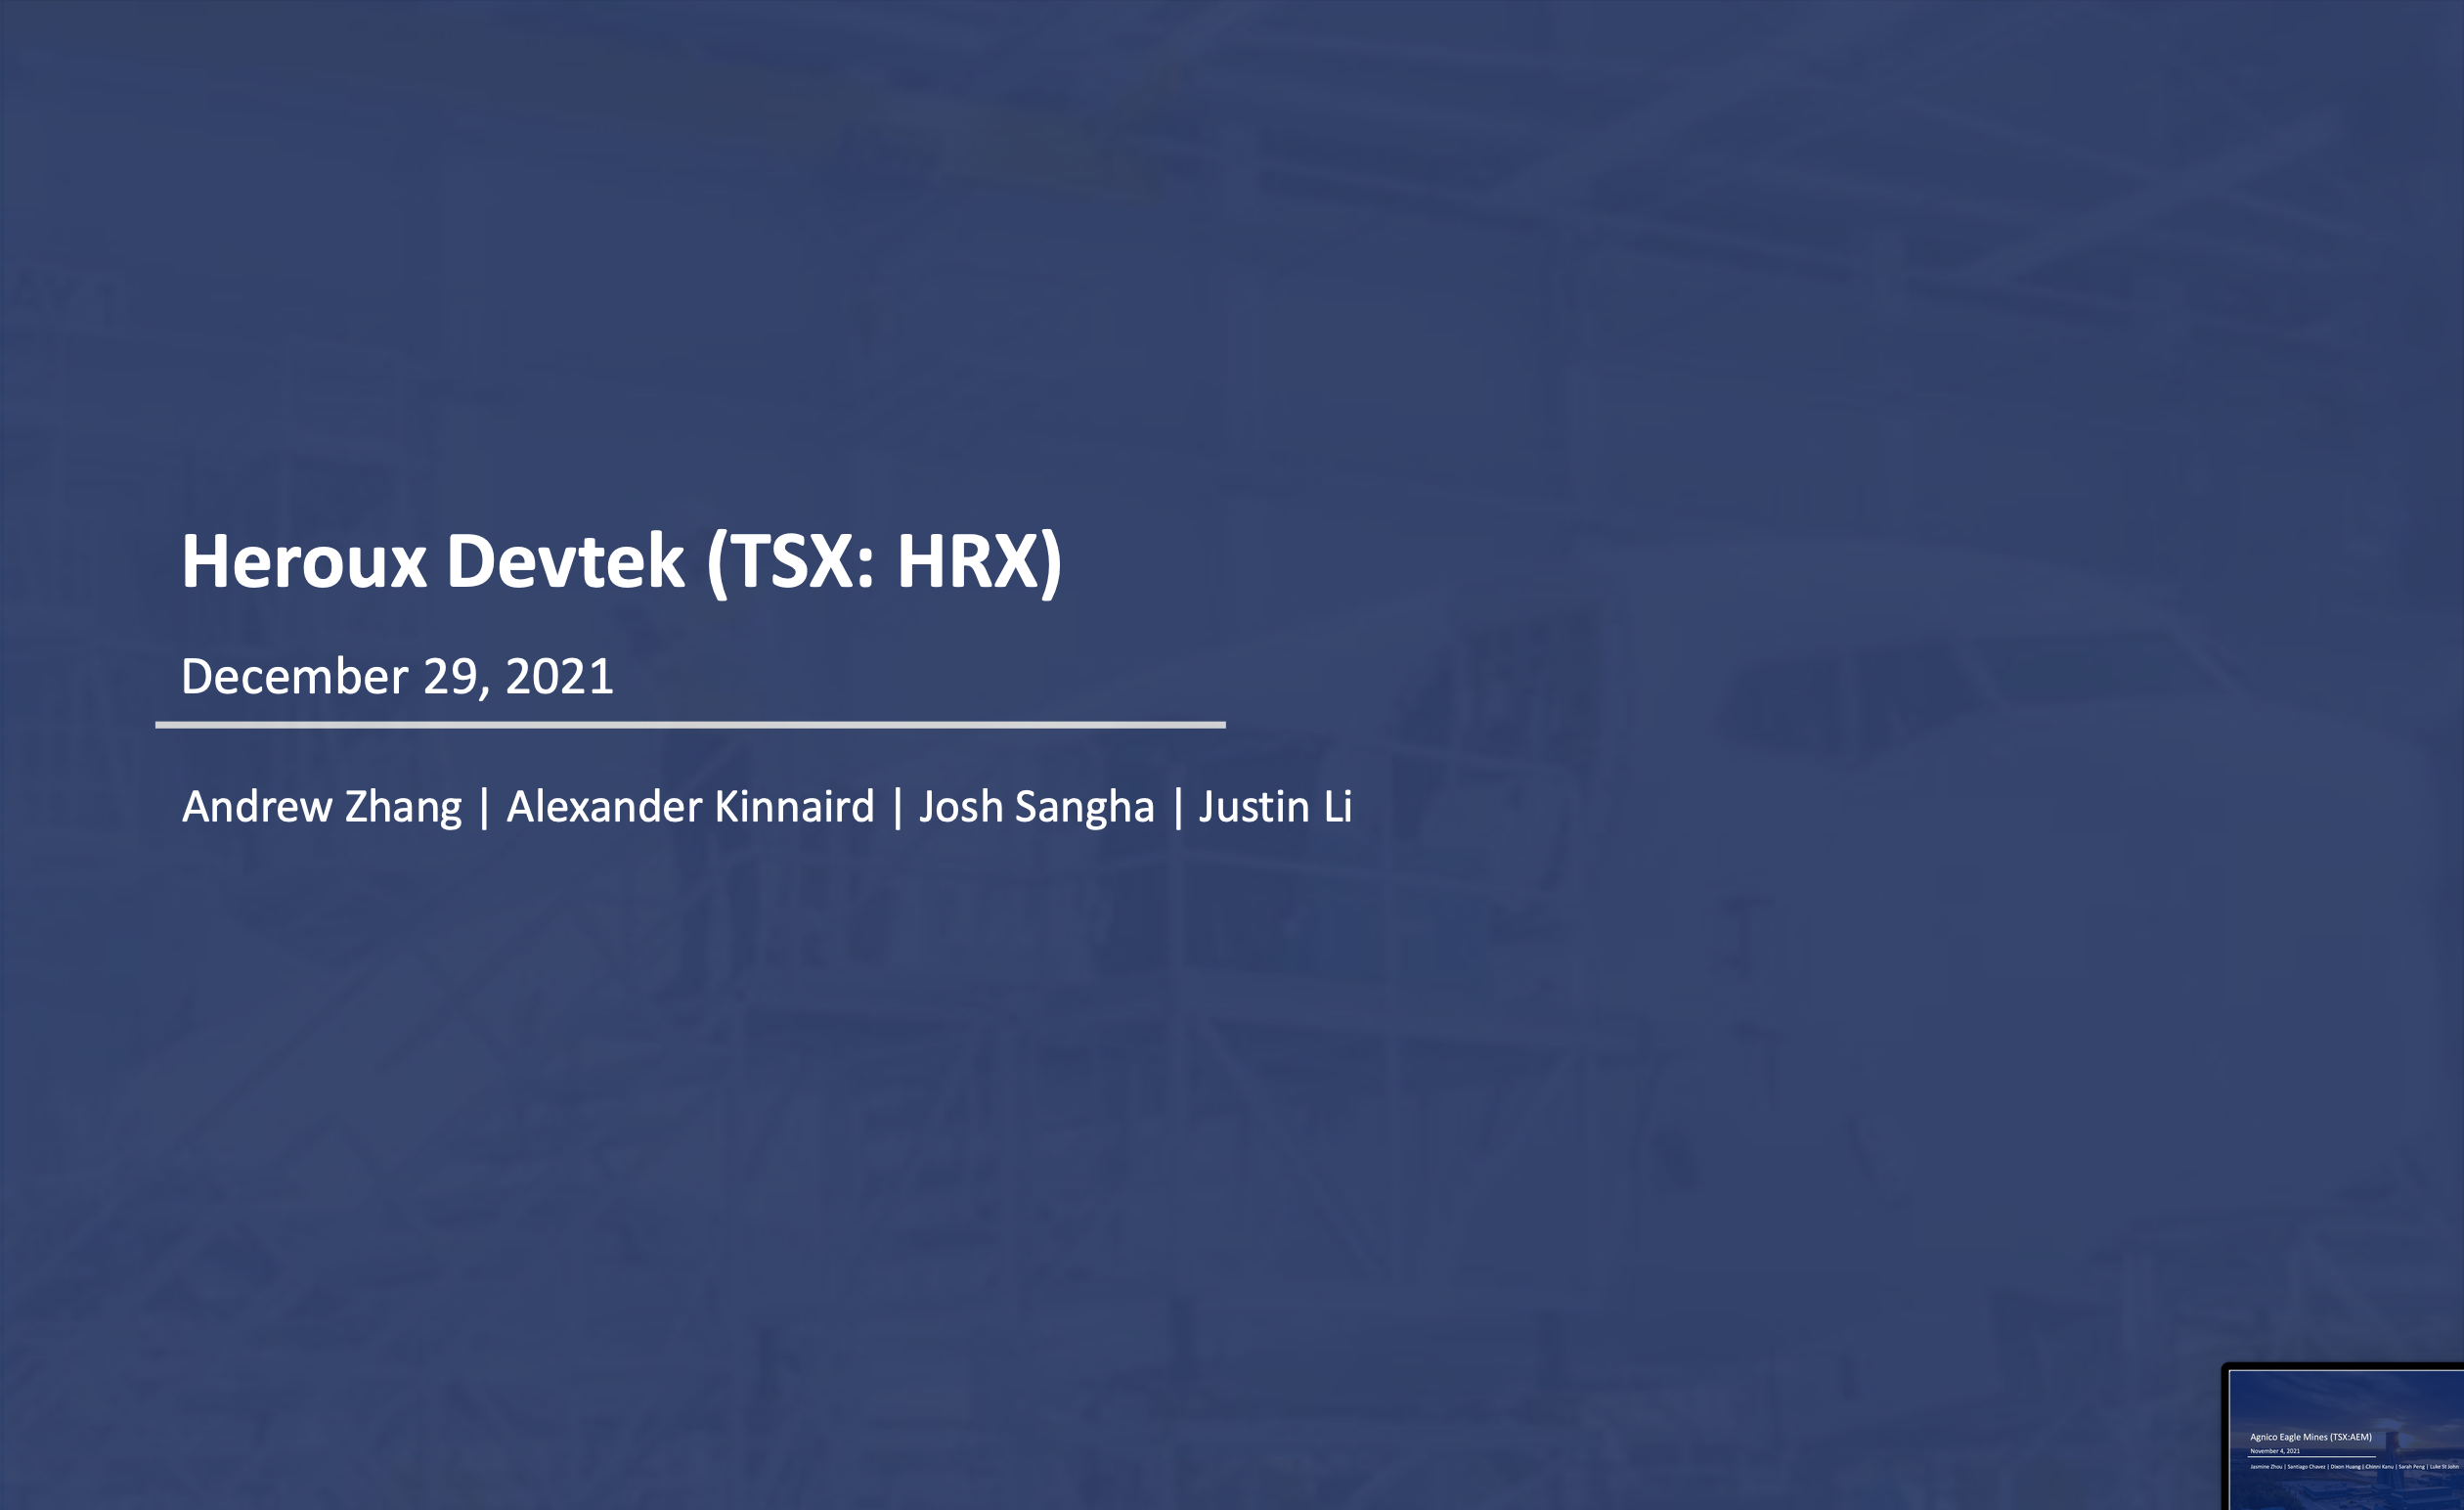 Heroux Devtek (TSX: HRX)
December 29, 2021
Andrew Zhang | Alexander Kinnaird | Josh Sangha | Justin Li
Agnico Eagle Mines (TSX:AEM)
November 4, 2021
Jasmine Zhou | Santiago Chavez | Dixon Huang | Chinni Kanu | Sarah Peng | Luke St John